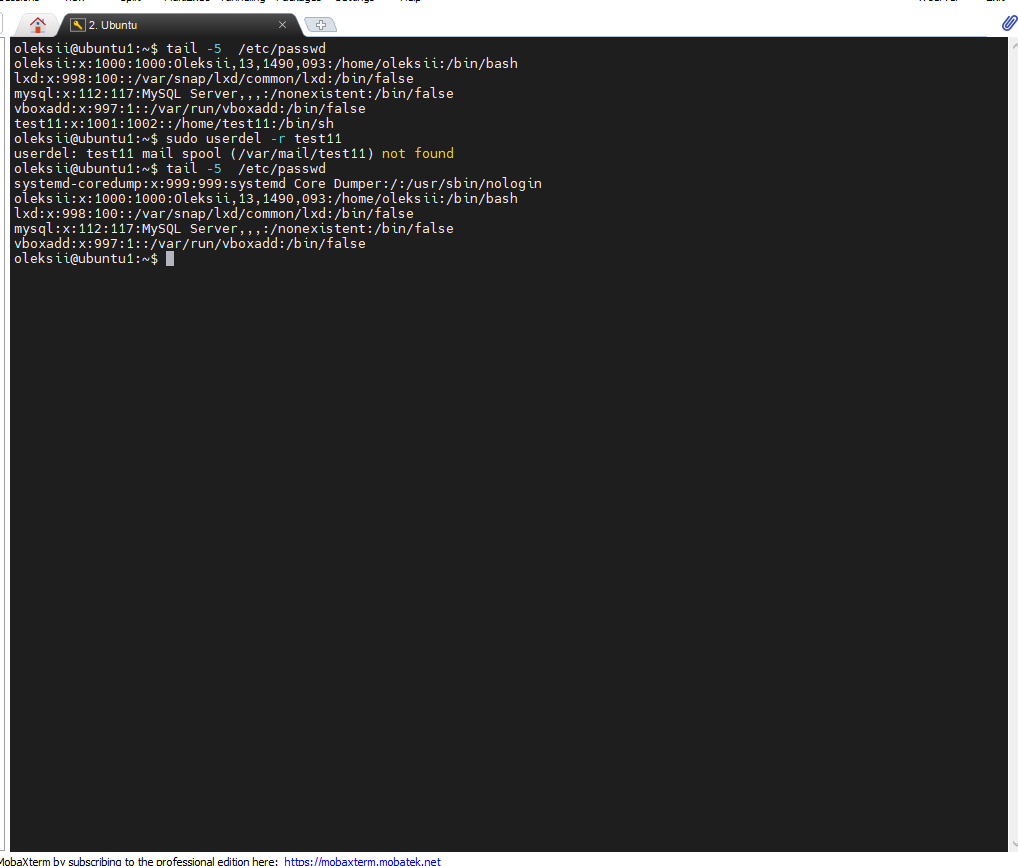 2. Ubuntu
oleksii@ubuntu1:~$ tail -5  /etc/passwd
oleksii:x:1000:1000:Oleksii,13,1490,093:/home/oleksii:/bin/bash
lxd:x:998:100::/var/snap/lxd/common/lxd:/bin/false
mysql:x:112:117:MySQL Server,,,:/nonexistent:/bin/false
vboxadd:x:997:1::/var/run/vboxadd:/bin/false
test11:x:1001:1002::/home/test11:/bin/sh
oleksii@ubuntu1:~$ sudo userdel -r test11
userdel: test11 mail spool (/var/mail/test11) not found
oleksii@ubuntu1:~$ tail -5  /etc/passwd
systemd-coredump:x:999:999:systemd Core Dumper:/:/usr/sbin/nologin
oleksii:x:1000:1000:Oleksii,13,1490,093:/home/oleksii:/bin/bash
lxd:x:998:100::/var/snap/lxd/common/lxd:/bin/false
mysql:x:112:117:MySQL Server,,,:/nonexistent:/bin/false
vboxadd:x:997:1::/var/run/vboxadd:/bin/false
oleksii@ubuntu1:~$
MobaXterm by subscribing to the professional edition here: https://mobaxterm.mobatek.net